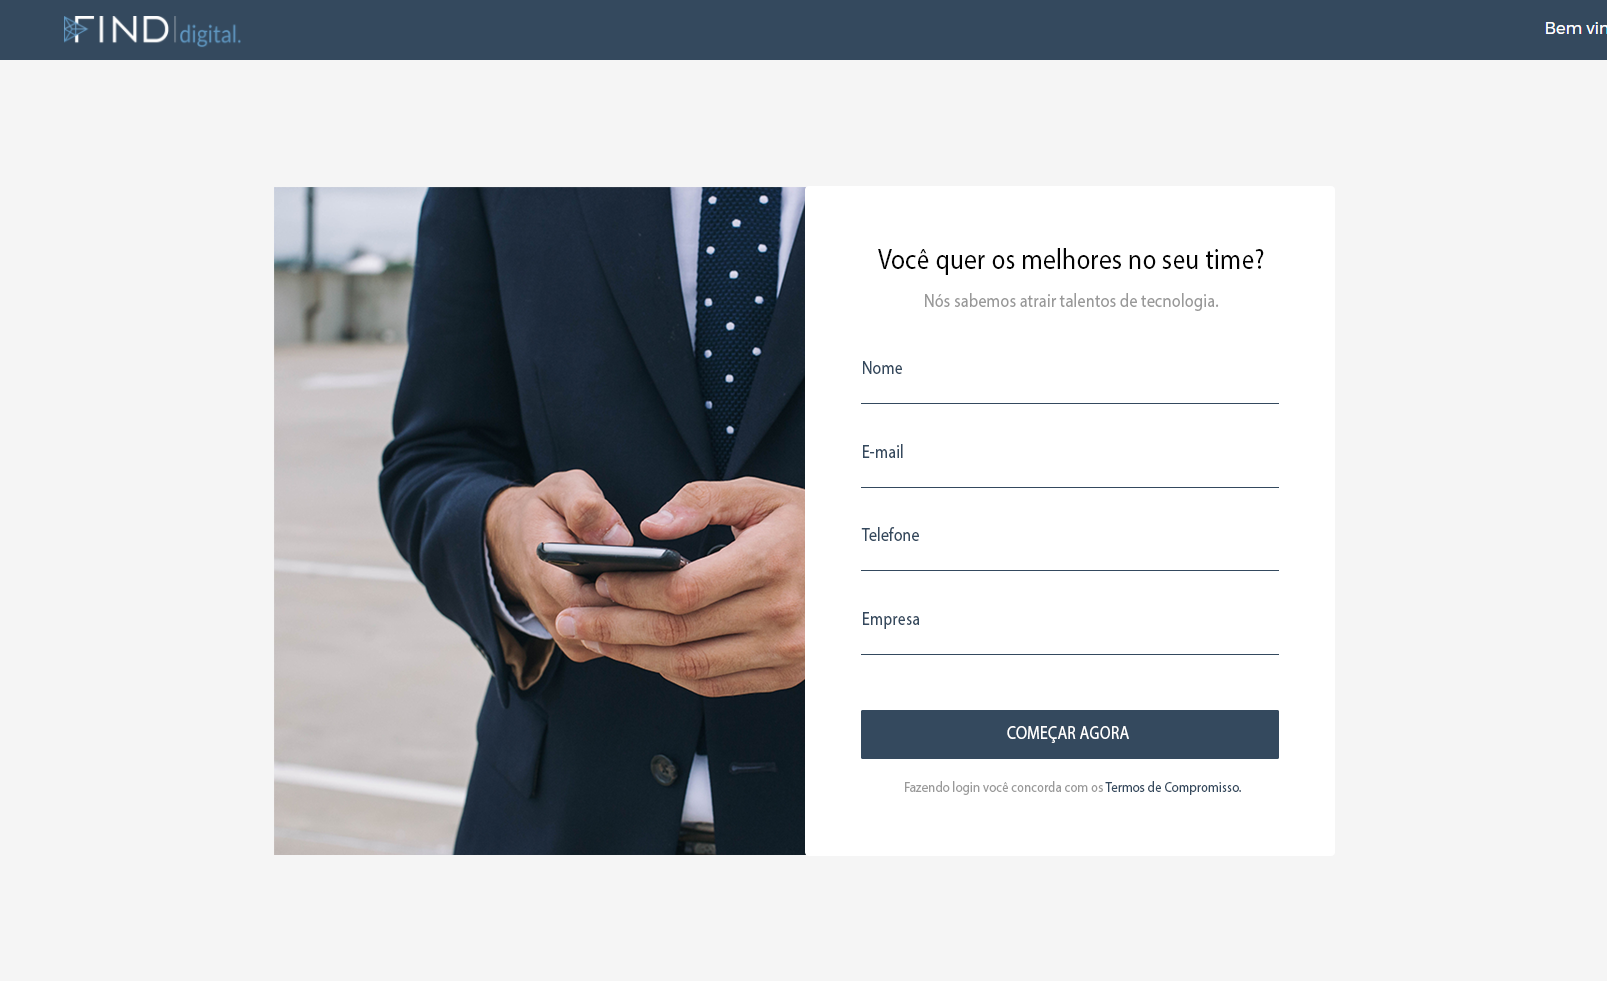 FIND digital.
Bem vin
Você quer os melhores no seu time?
Nós sabemos atrair talentos de tecnologia.
Nome
E-mail
Telefone
Empresa
COMEÇAR AGORA
Fazendo login você concorda com os Termos de Compromisso.